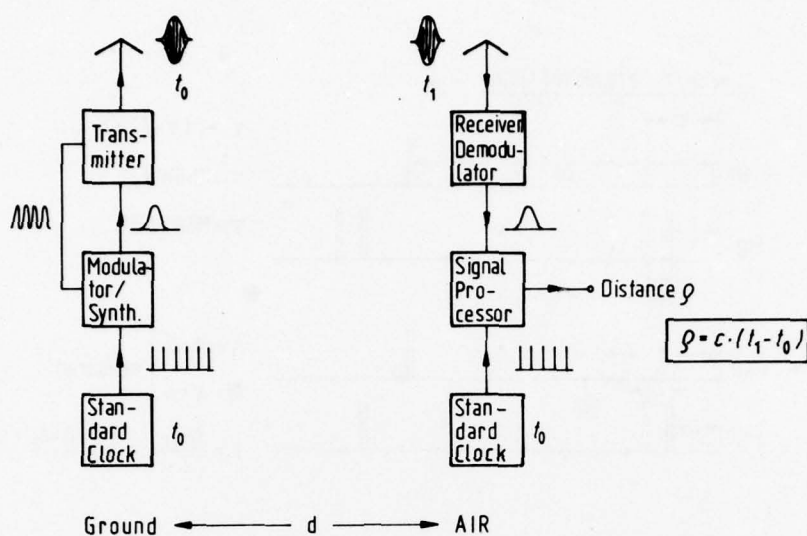 t₀
Trans-
mitter
Modula-
tor/
Synth.
Stan-
dard
Clock
t₀
Ground
d
AIR
t₁
Receiver
Demodu-
lator
Signal
Pro-
cessor
Distance ρ
ρ = c·(t₁-t₀)
Stan-
dard
Clock
t₀